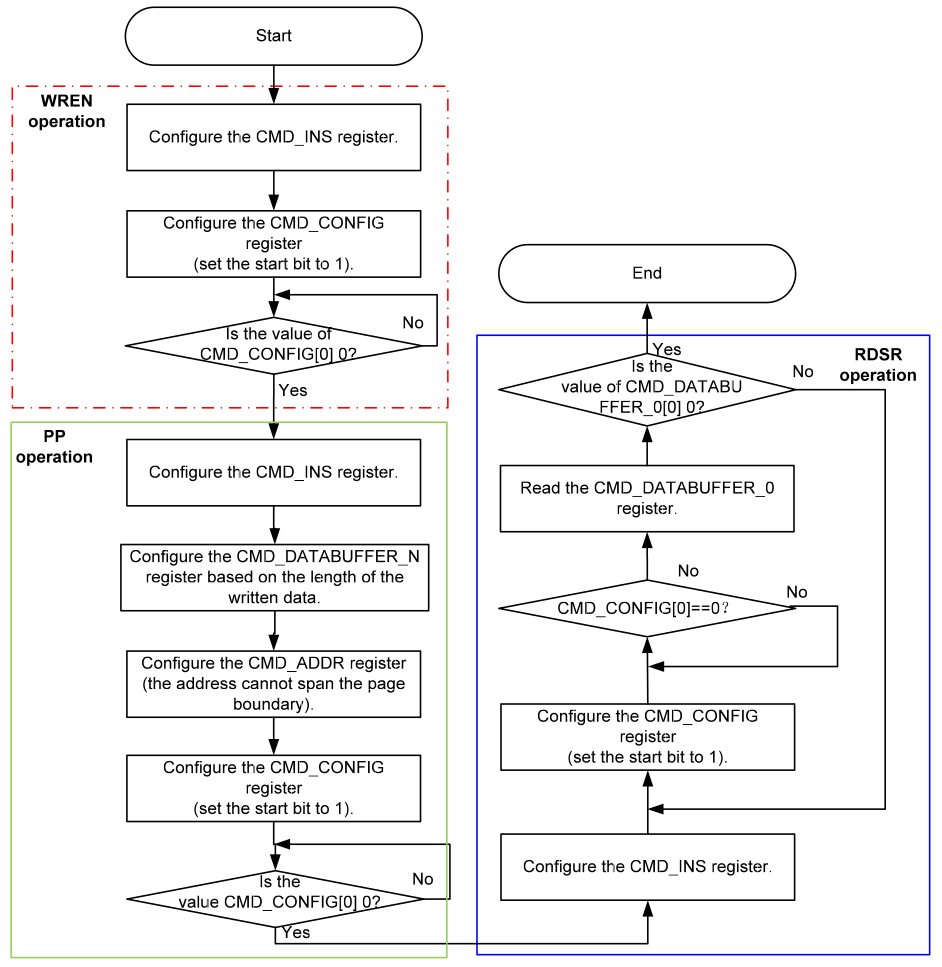 Start
WREN
operation
Configure the CMD_INS register.
Configure the CMD_CONFIG
register
(set the start bit to 1).
Is the value of
CMD_CONFIG[0] 0?
No
Yes
PP
operation
Configure the CMD_INS register.
Configure the CMD_DATABUFFER_N
register based on the length of the
written data.
Configure the CMD_ADDR register
(the address cannot span the page
boundary).
Configure the CMD_CONFIG
register
(set the start bit to 1).
Is the
value CMD_CONFIG[0] 0?
No
Yes
End
RDSR
operation
Yes
Is the
value of CMD_DATABU
FFER_0[0] 0?
No
Read the CMD_DATABUFFER_0
register.
No
CMD_CONFIG[0]==0?
No
Configure the CMD_CONFIG
register
(set the start bit to 1).
Configure the CMD_INS register.